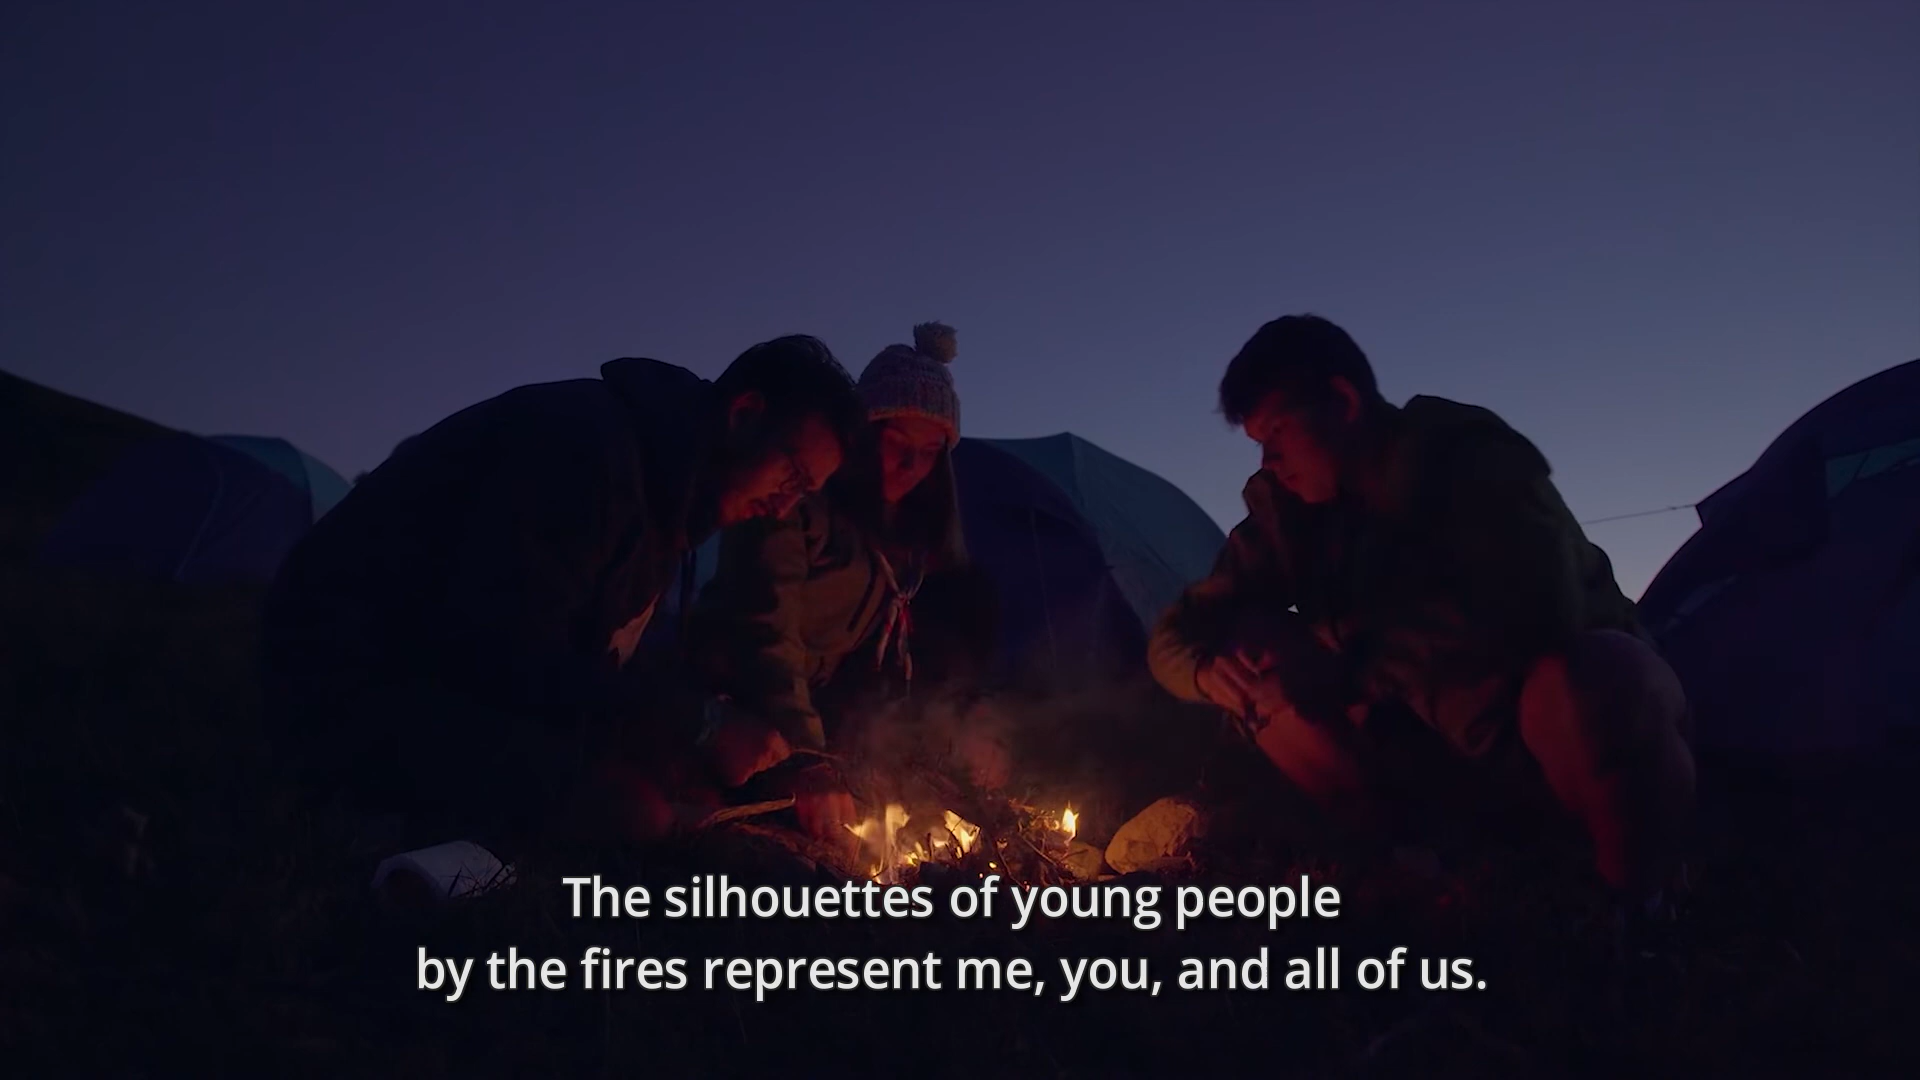 The silhouettes of young people
by the fires represent me, you, and all of us.